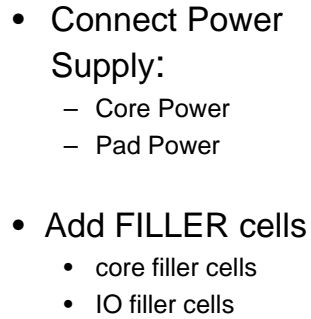 • Connect Power
Supply:
– Core Power
– Pad Power
• Add FILLER cells
• core filler cells
• IO filler cells